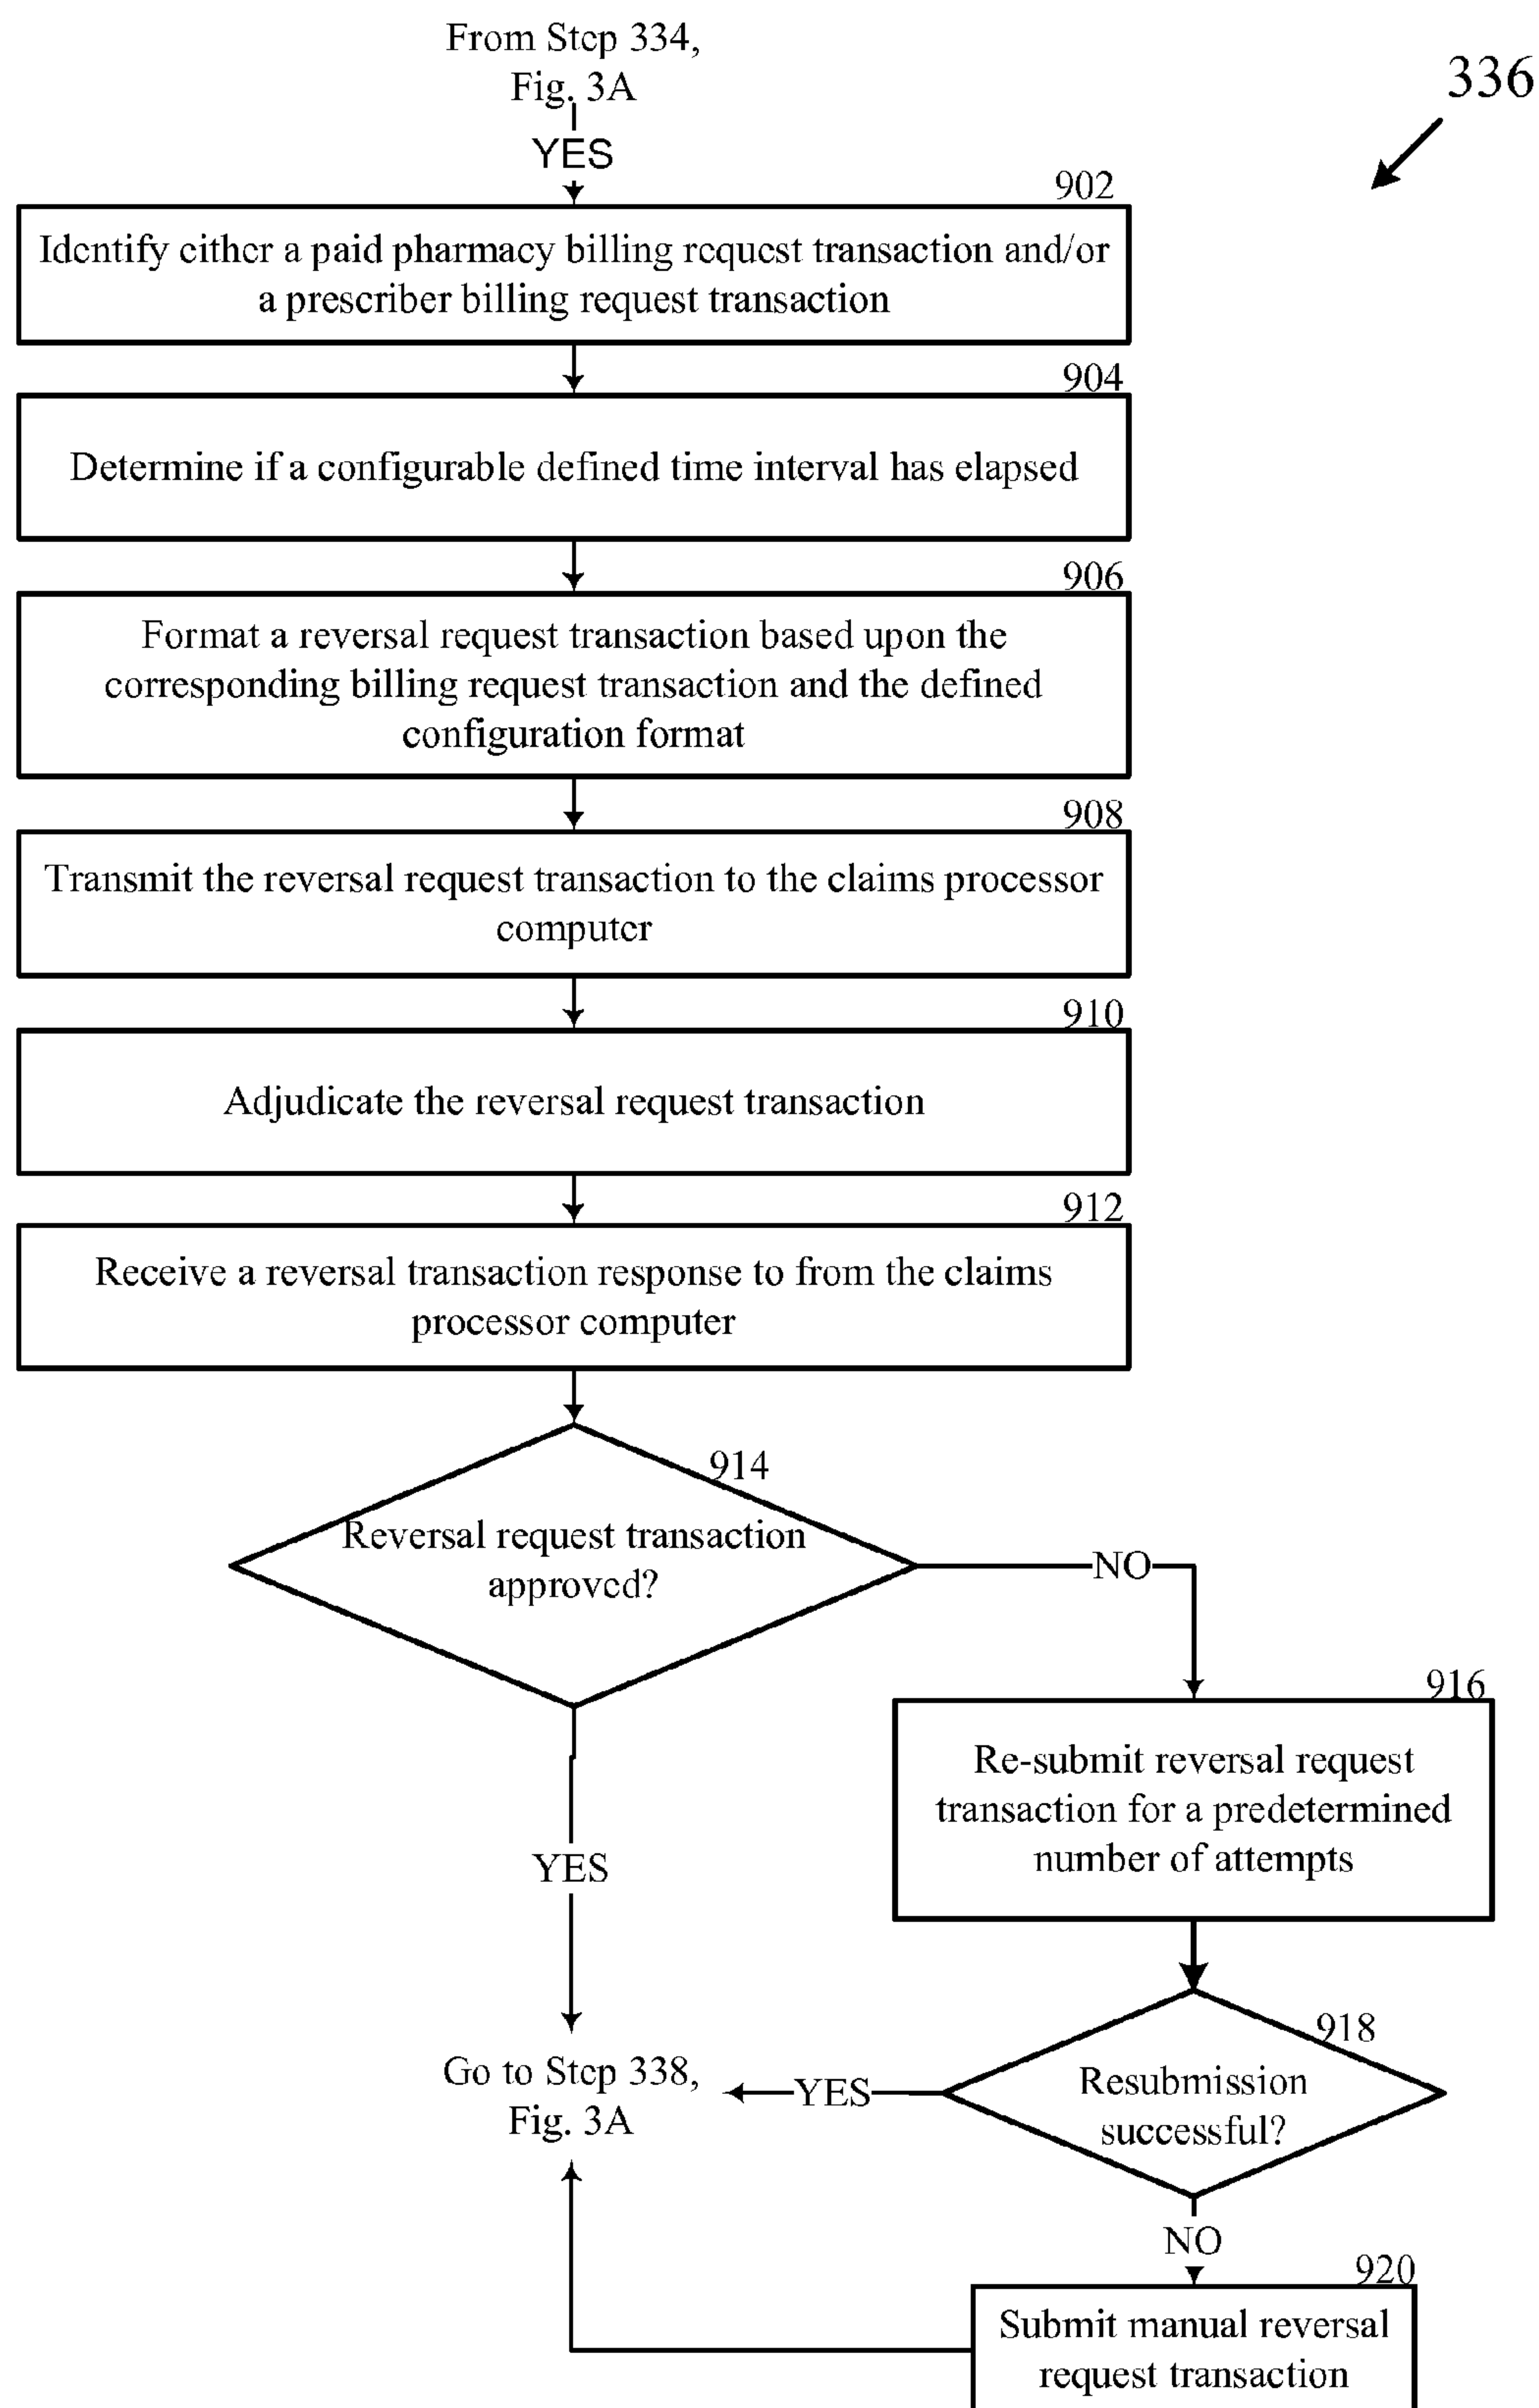 From Step 334,
Fig. 3A
336
YES
902
Identify either a paid pharmacy billing request transaction and/or
a prescriber billing request transaction
904
Determine if a configurable defined time interval has elapsed
906
Format a reversal request transaction based upon the
corresponding billing request transaction and the defined
configuration format
908
Transmit the reversal request transaction to the claims processor
computer
910
Adjudicate the reversal request transaction
912
Receive a reversal transaction response to from the claims
processor computer
914
Reversal request transaction
approved?
NO
916
Re-submit reversal request
transaction for a predetermined
number of attempts
YES
918
Resubmission
successful?
YES
Go to Step 338,
Fig. 3A
NO
920
Submit manual reversal
request transaction